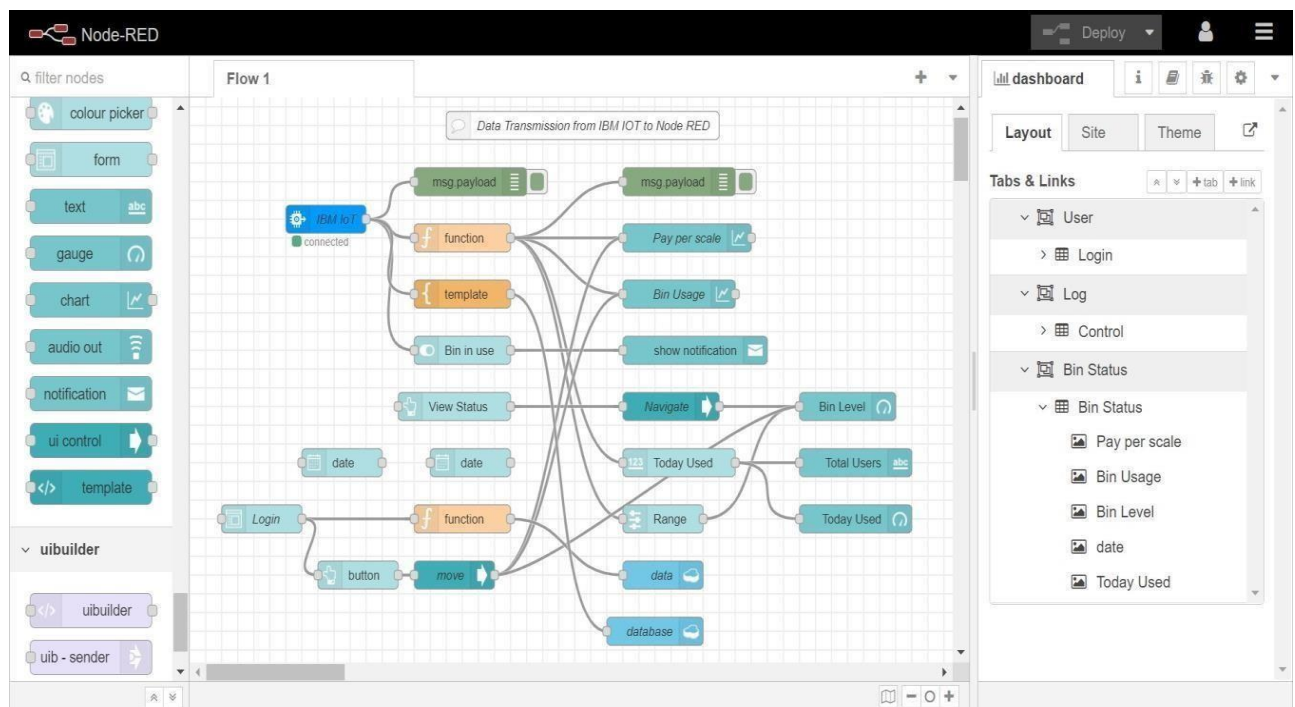 Node-RED
Deploy
filter nodes
Flow 1
dashboard
i
colour picker
form
text
abc
gauge
chart
audio out
notification
ui control
template
uibuilder
uibuilder
uib - sender
Data Transmission from IBM IOT to Node RED
msg.payload
msg.payload
IBM IoT
connected
function
Pay per scale
template
Bin Usage
Bin in use
show notification
View Status
Navigate
Bin Level
date
date
123 Today Used
Total Users abc
Login
function
Range
Today Used
button
move
data
database
Layout
Site
Theme
Tabs & Links
+tab
+link
User
Login
Log
Control
Bin Status
Bin Status
Pay per scale
Bin Usage
Bin Level
date
Today Used